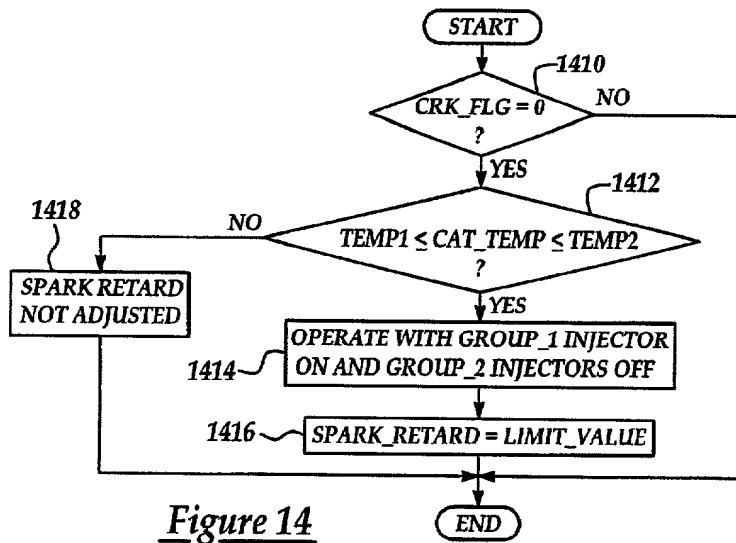 START
1410
CRK_FLG = 0
?
NO
YES
1412
TEMP1 ≤ CAT_TEMP ≤ TEMP2
?
NO
1418
SPARK RETARD
NOT ADJUSTED
YES
OPERATE WITH GROUP_1 INJECTOR
ON AND GROUP_2 INJECTORS OFF
1414
1416
SPARK_RETARD = LIMIT_VALUE
END
Figure 14